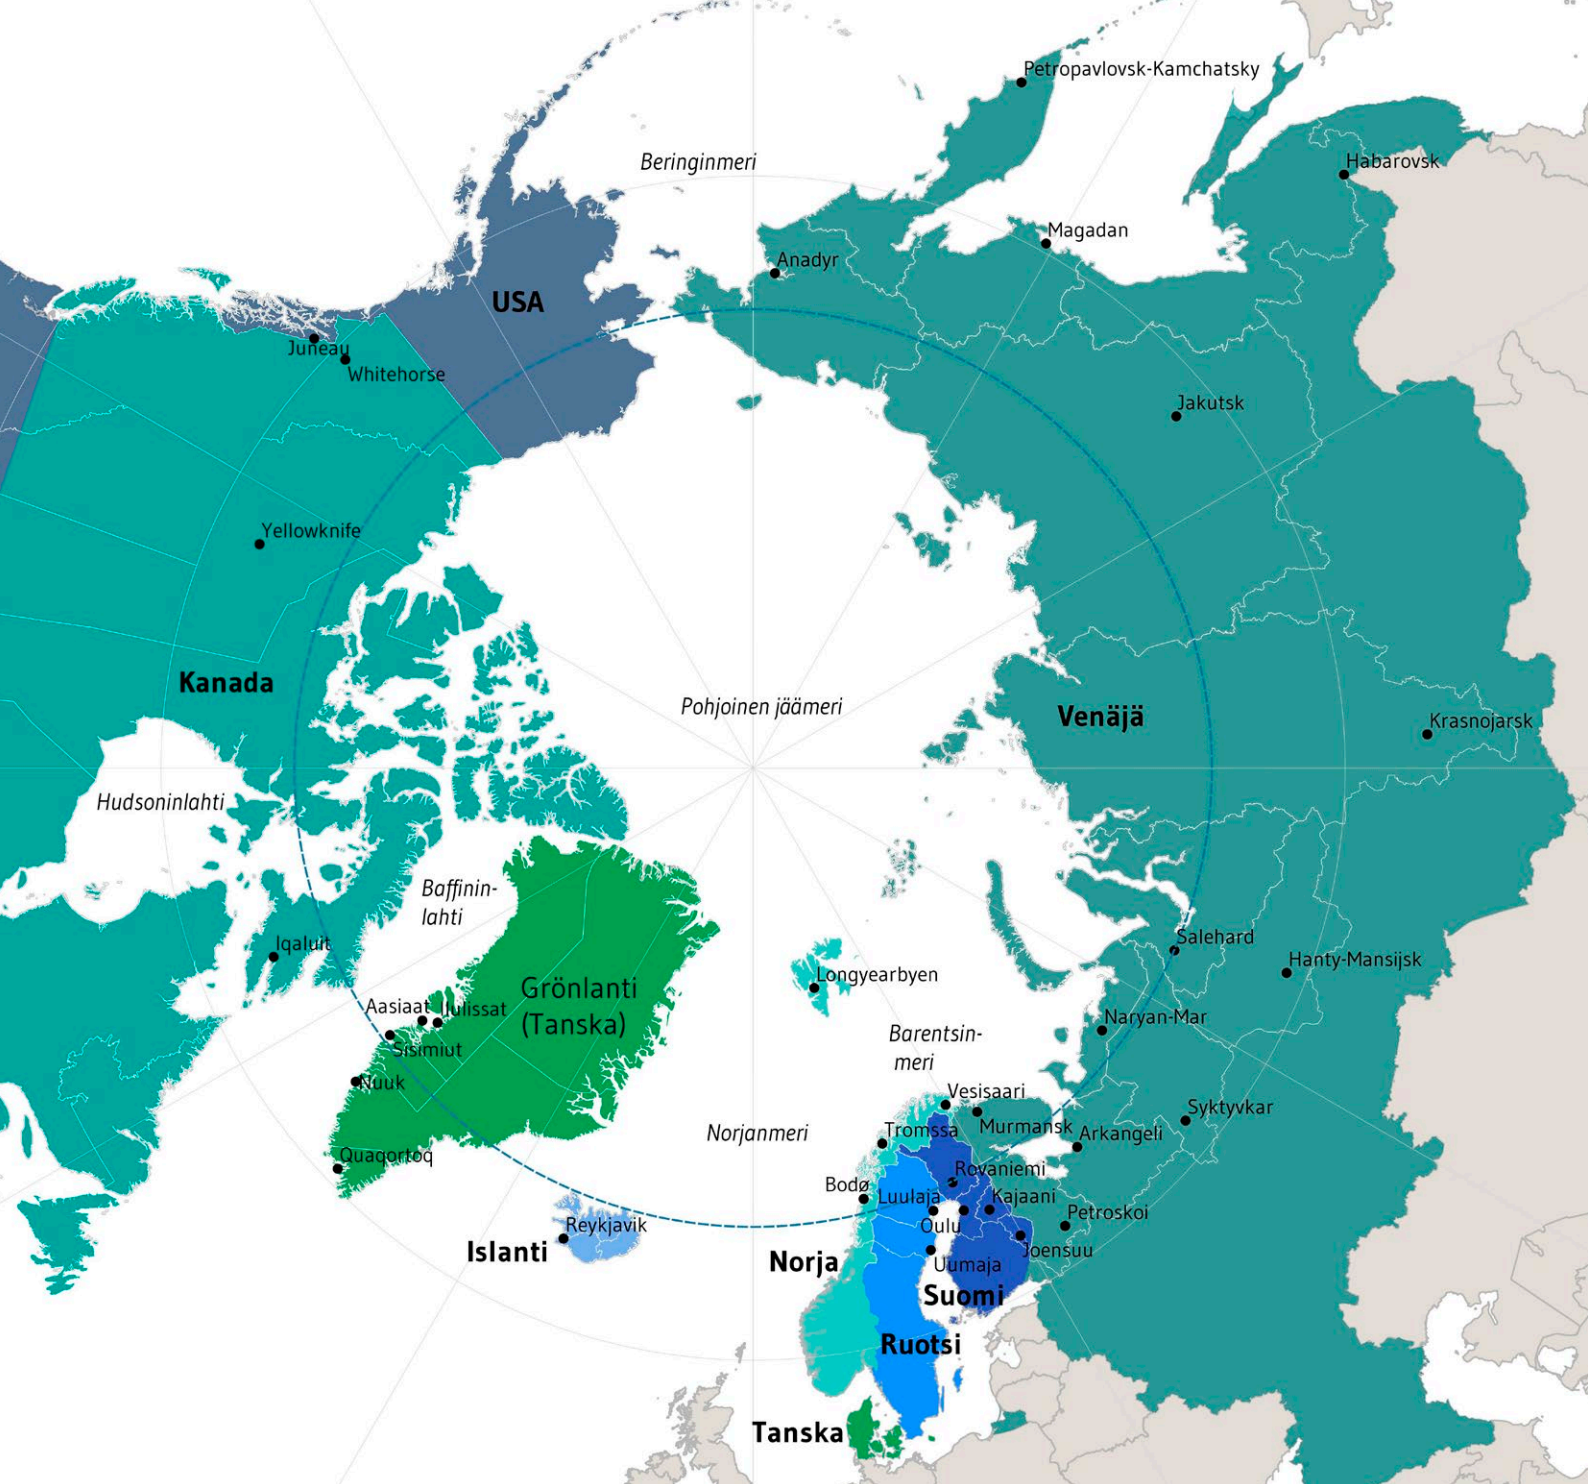 Petropavlovsk-Kamchatsky
Beringinmeri
Habarovsk
Magadan
Anadyr
USA
Juneau
Whitehorse
Jakutsk
Yellowknife
Kanada
Pohjoinen jäämeri
Venäjä
Krasnojarsk
Hudsoninlahti
Baffinin-
lahti
Iqaluit
Salehard
Hanty-Mansijsk
Longyearbyen
Grönlanti
(Tanska)
Aasiaat
Ilulissat
Sisimiut
Naryan-Mar
Barentsin-
meri
Nuuk
Vesisaari
Syktyvkar
Murmansk
Norjanmeri
Tromssa
Arkangeli
Quaqortoq
Rovaniemi
Bodø
Luulaja
Kajaani
Petroskoi
Reykjavik
Oulu
Islanti
Joensuu
Norja
Uumaja
Suomi
Ruotsi
Tanska